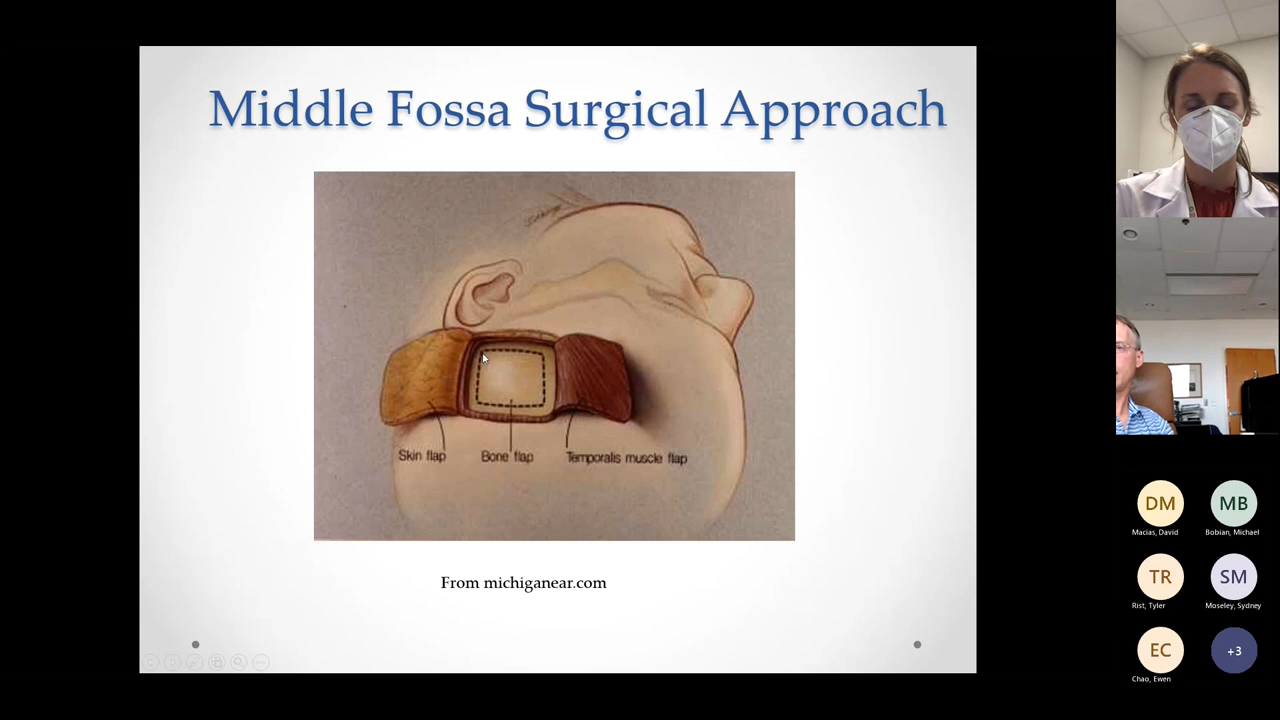 Middle Fossa Surgical Approach
Skin flap
Bone flap
Temporalis muscle flap
From michiganear.com
DM
MB
Macias, David
Bobian, Michael
TR
SM
Rist, Tyler
Moseley, Sydney
EC
+3
Chao, Ewen